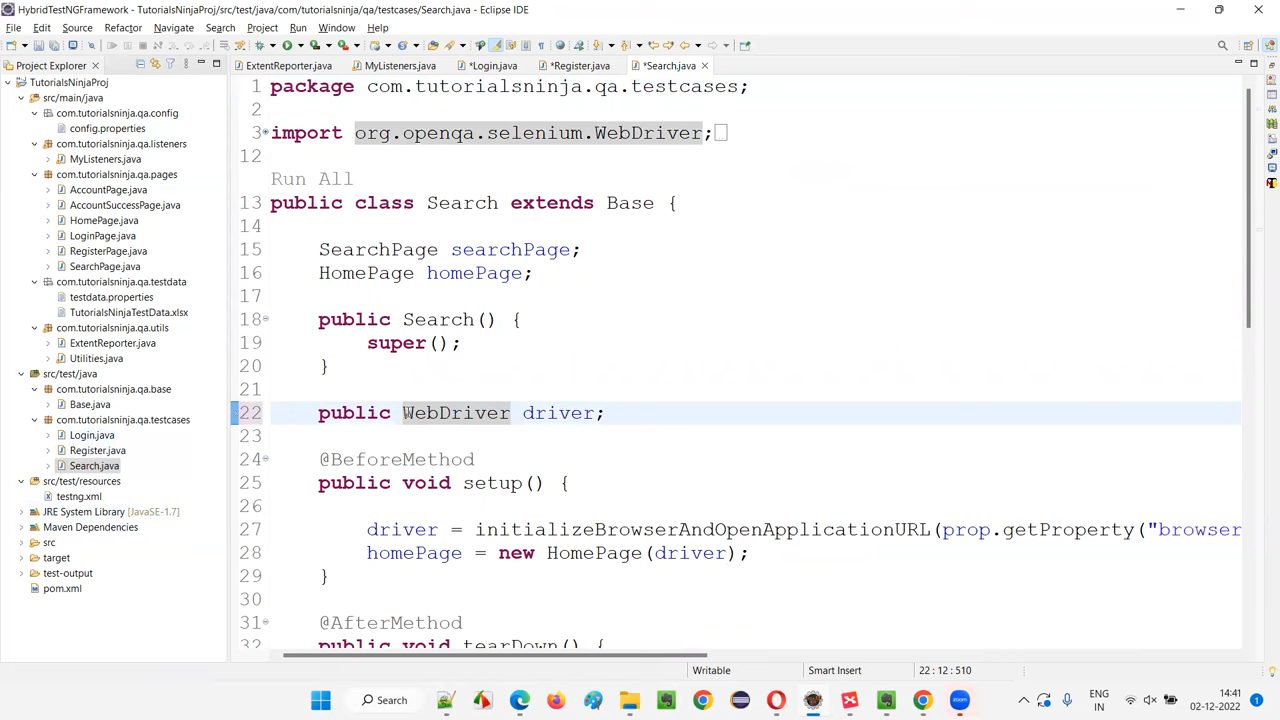 HybridTestNGFramework - TutorialsNinjaProj/src/test/java/com/tutorialsninja/qa/testcases/Search.java - Eclipse IDE
File Edit Source Refactor Navigate Search Project Run Window Help
Project Explorer
ExtentReporter.java MyListeners.java *Login.java *Register.java *Search.java
TutorialsNinjaProj
src/main/java
com.tutorialsninja.qa.config
config.properties
com.tutorialsninja.qa.listeners
MyListeners.java
com.tutorialsninja.qa.pages
AccountPage.java
AccountSuccessPage.java
HomePage.java
LoginPage.java
RegisterPage.java
SearchPage.java
com.tutorialsninja.qa.testdata
testdata.properties
TutorialsNinjaTestData.xlsx
com.tutorialsninja.qa.utils
ExtentReporter.java
Utilities.java
src/test/java
com.tutorialsninja.qa.base
Base.java
com.tutorialsninja.qa.testcases
Login.java
Register.java
Search.java
src/test/resources
testng.xml
JRE System Library [JavaSE-1.7]
Maven Dependencies
src
target
test-output
pom.xml
1 package com.tutorialsninja.qa.testcases;
2
3 import org.openqa.selenium.WebDriver;
12
Run All
13 public class Search extends Base {
14
15 SearchPage searchPage;
16 HomePage homePage;
17
18 public Search() {
19 super();
20 }
21
22 public WebDriver driver;
23
24 @BeforeMethod
25 public void setup() {
26
27 driver = initializeBrowserAndOpenApplicationURL(prop.getProperty("browser
28 homePage = new HomePage(driver);
29 }
30
31 @AfterMethod
32 public void tearDown() {
Writable Smart Insert 22 : 12 : 510
Search
ENG
IN
14:41
02-12-2022